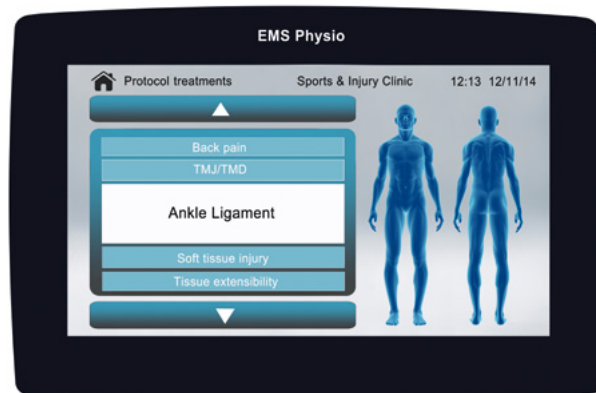 EMS Physio
Protocol treatments Sports & Injury Clinic 12:13 12/11/14
Back pain
TMJ/TMD
Ankle Ligament
Soft tissue injury
Tissue extensibility